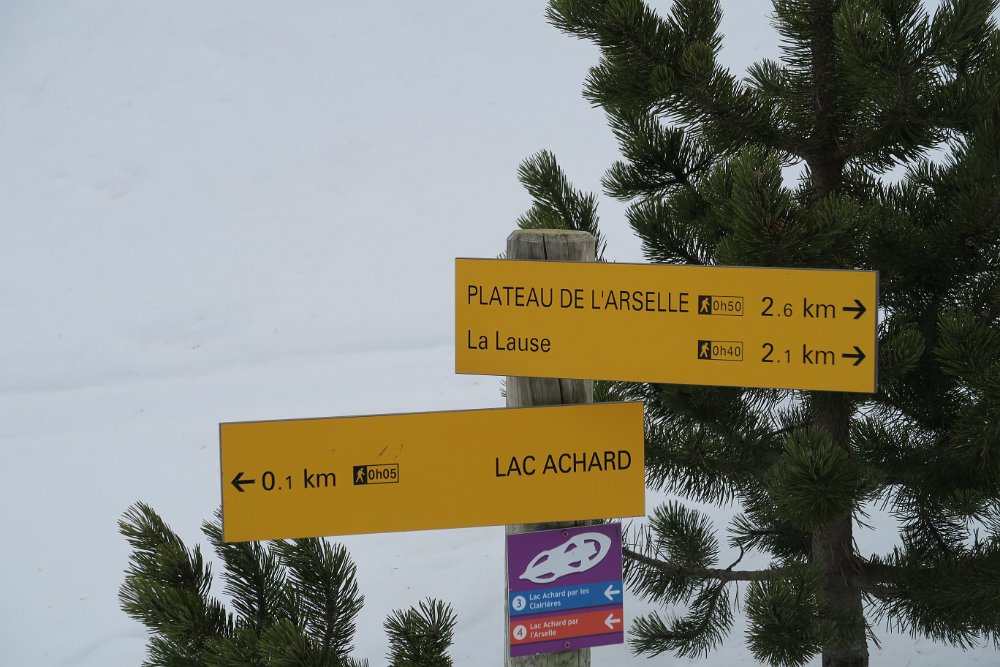 PLATEAU DE L'ARSELLE 0h50 2.6 km →
La Lause 0h40 2.1 km →
← 0.1 km 0h05 LAC ACHARD
3 Lac Achard par les ←
Clairières
4 Lac Achard par ←
l'Arselle